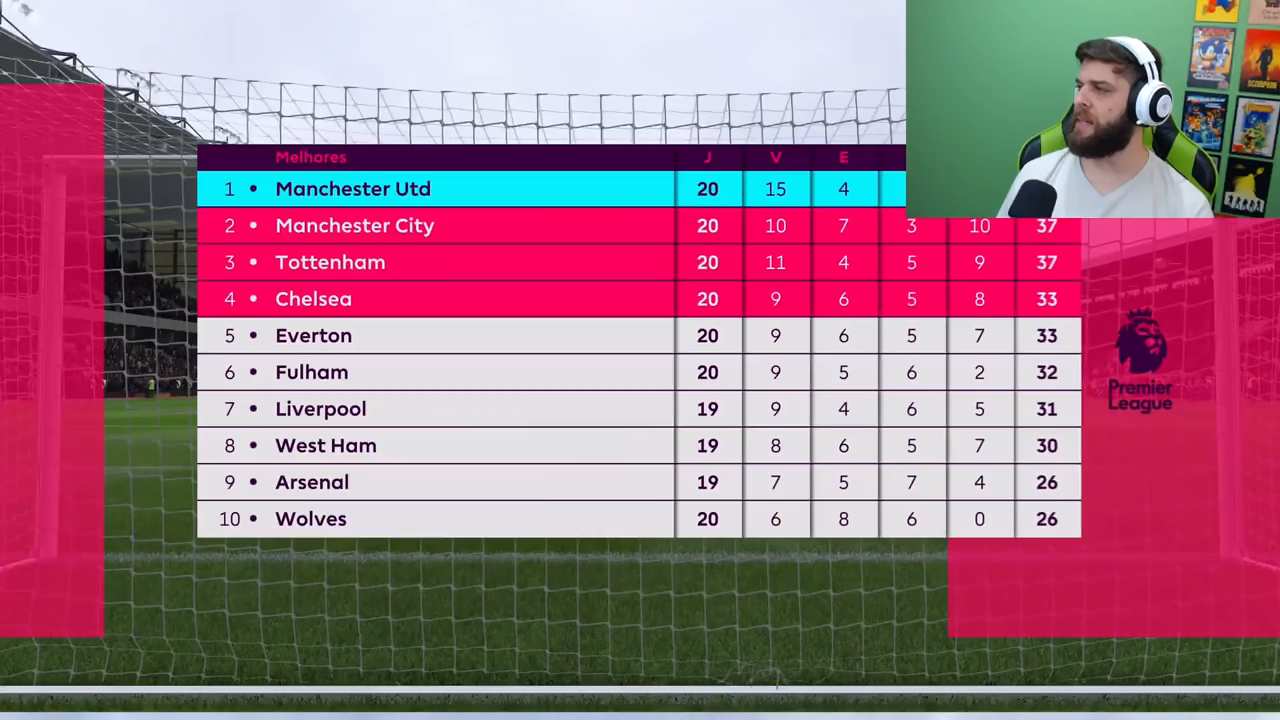 Melhores J V E
1 • Manchester Utd 20 15 4
2 • Manchester City 20 10 7 3 10 37
3 • Tottenham 20 11 4 5 9 37
4 • Chelsea 20 9 6 5 8 33
5 • Everton 20 9 6 5 7 33
6 • Fulham 20 9 5 6 2 32
7 • Liverpool 19 9 4 6 5 31
8 • West Ham 19 8 6 5 7 30
9 • Arsenal 19 7 5 7 4 26
10 • Wolves 20 6 8 6 0 26
Premier
League
SCORPION